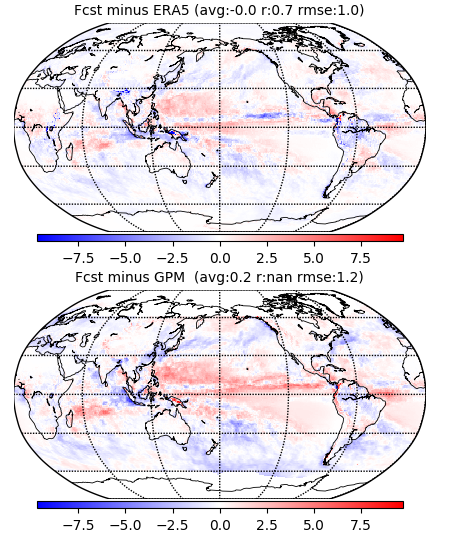 Fcst minus ERA5 (avg:-0.0 r:0.7 rmse:1.0)
−7.5 −5.0 −2.5 0.0 2.5 5.0 7.5
Fcst minus GPM (avg:0.2 r:nan rmse:1.2)
−7.5 −5.0 −2.5 0.0 2.5 5.0 7.5